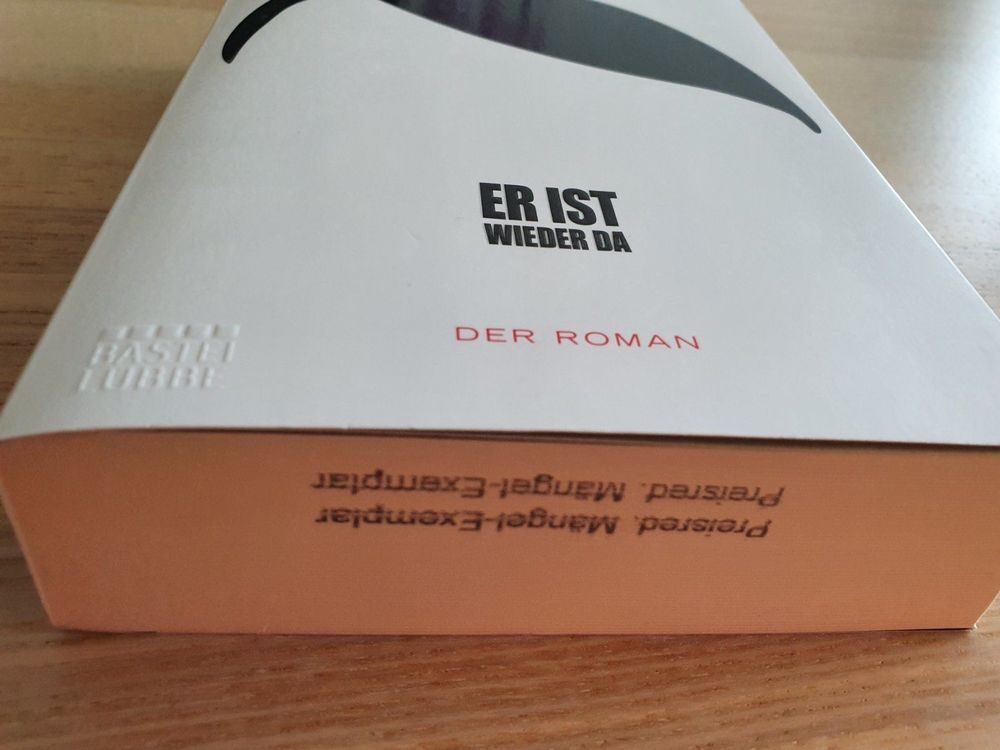 ER IST
WIEDER DA
DER ROMAN
BASTEI
LÜBBE
Preisred. Mängel-Exemplar
Preisred. Mängel-Exemplar